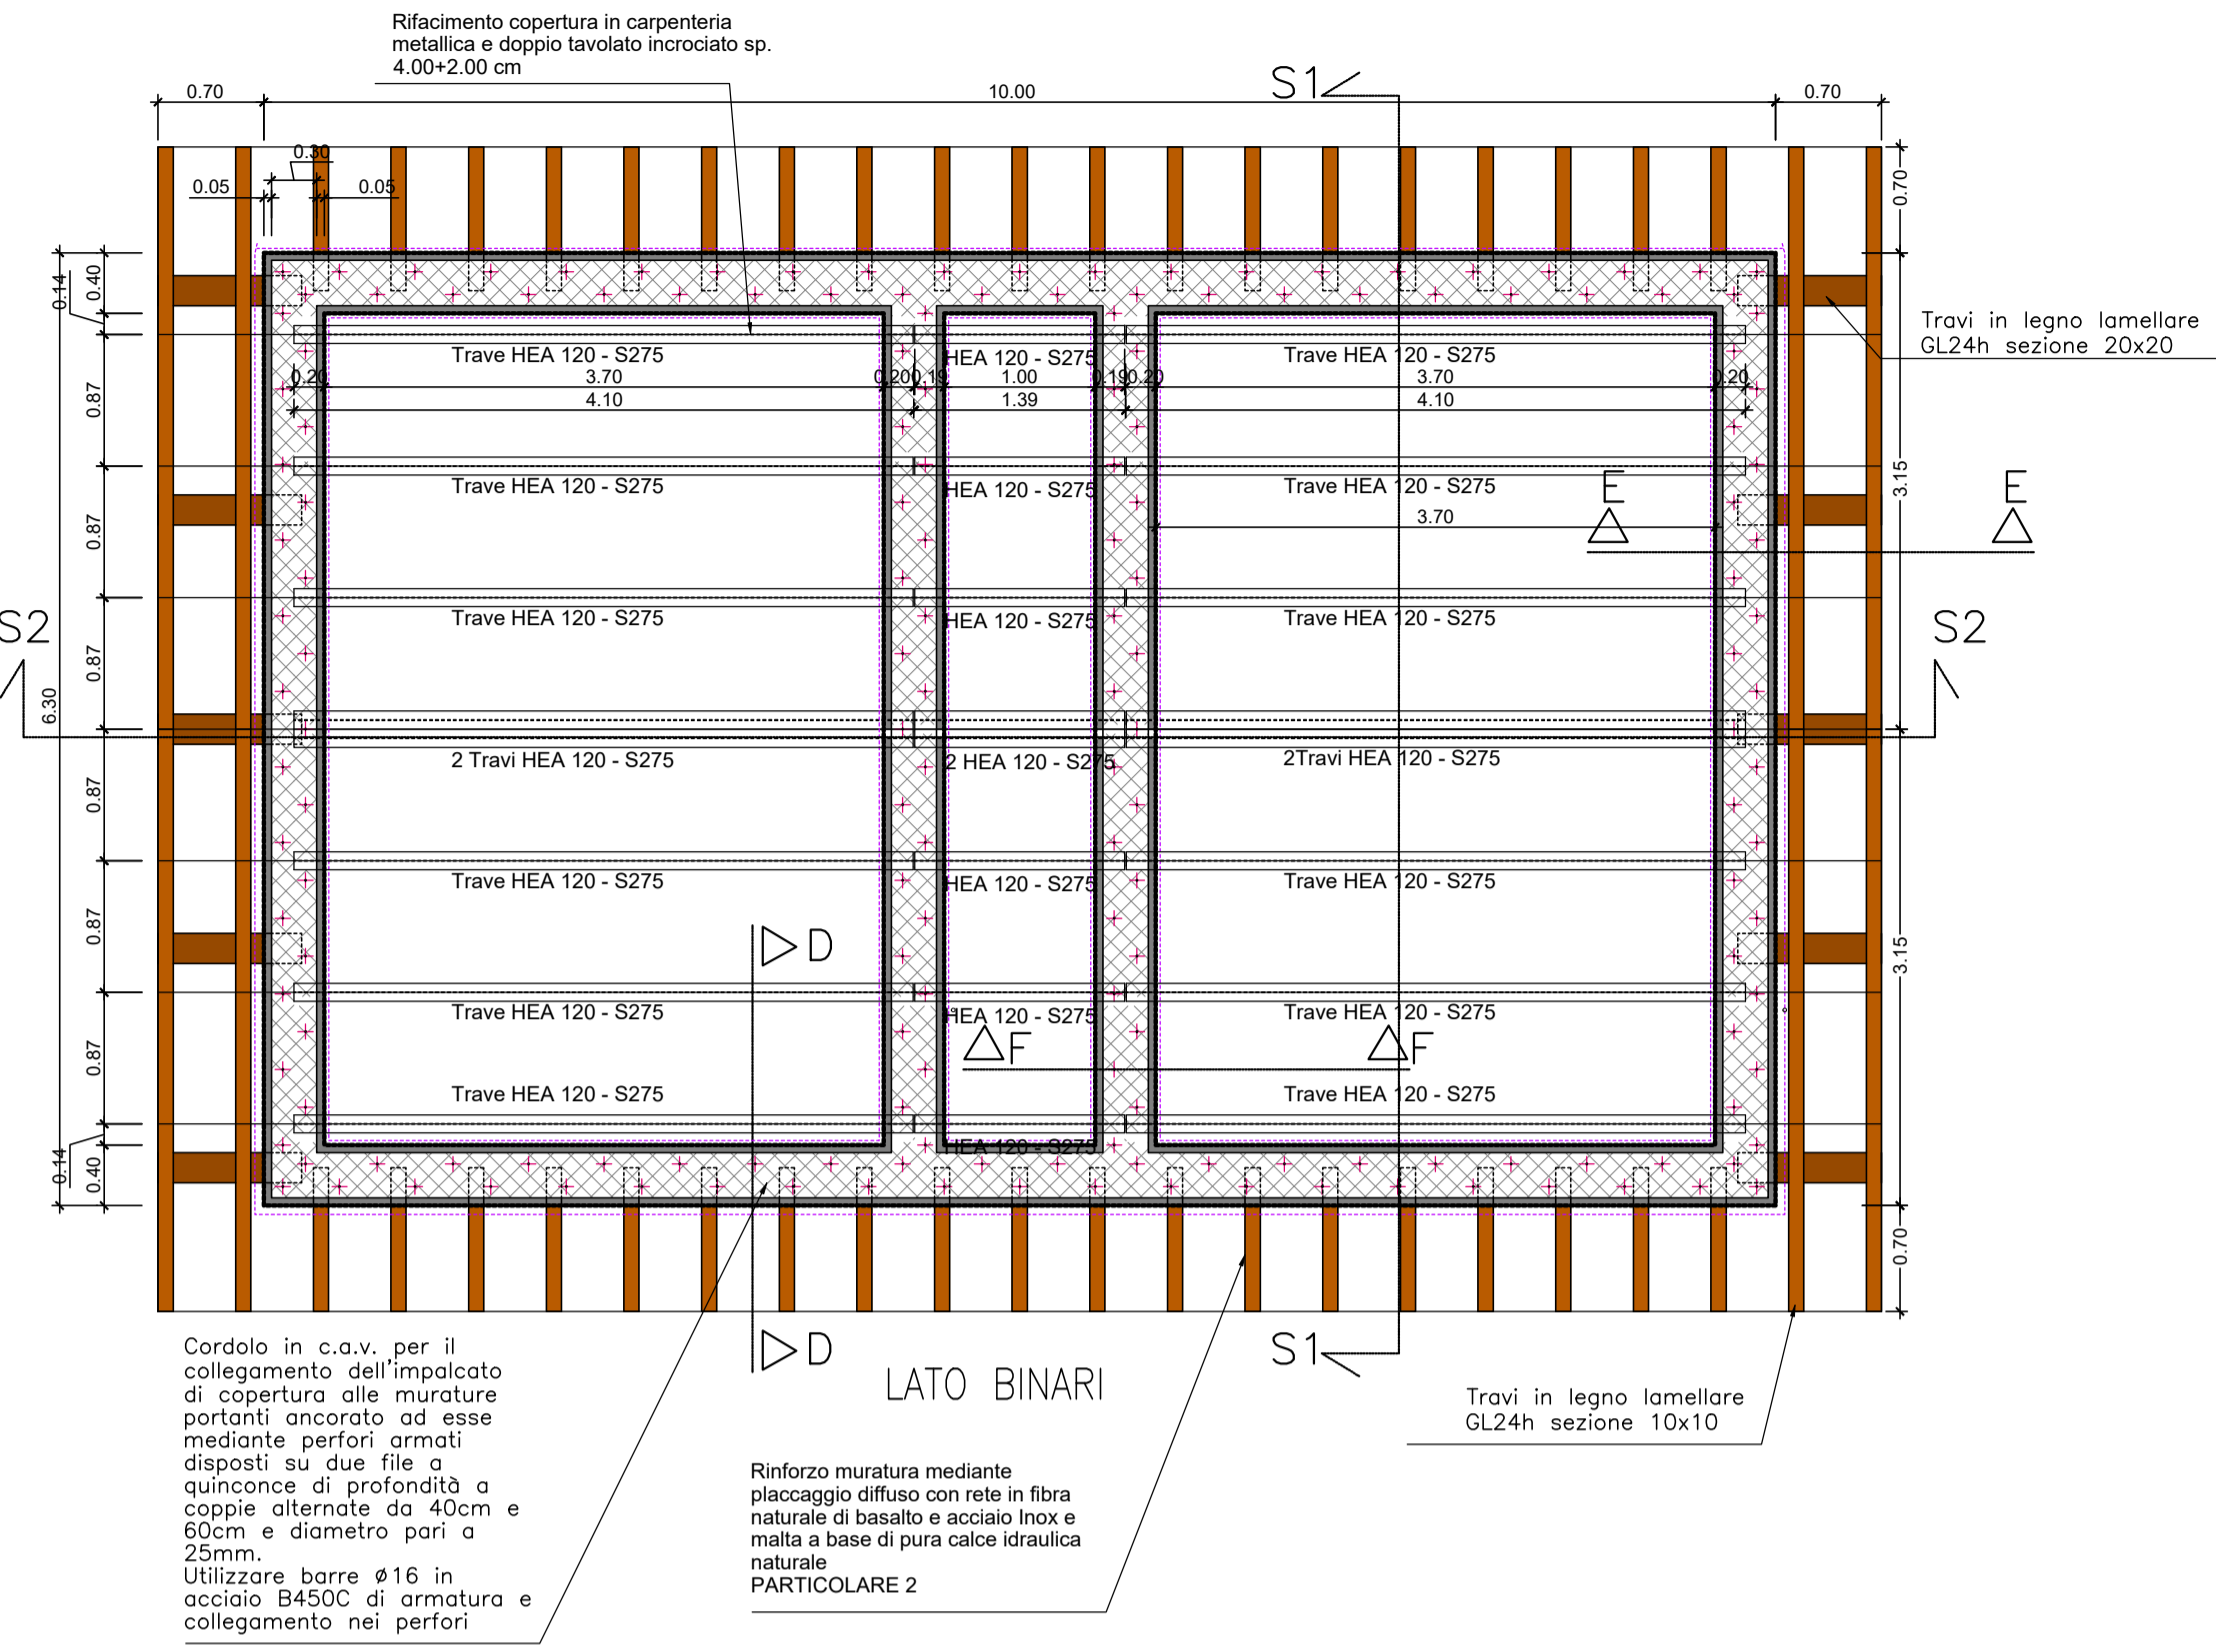 Rifacimento copertura in carpenteria
metallica e doppio tavolato incrociato sp.
4.00+2.00 cm
S1
0.70
10.00
0.70
0.30
0.05
0.05
0.70
0.14
0.40
Travi in legno lamellare
GL24h sezione 20x20
Trave HEA 120 - S275
HEA 120 - S275
Trave HEA 120 - S275
0.20
3.70
0.20
0.19
1.00
0.19
0.20
3.70
0.20
4.10
1.39
4.10
0.87
Trave HEA 120 - S275
HEA 120 - S275
Trave HEA 120 - S275
E
E
3.15
3.70
0.87
Trave HEA 120 - S275
HEA 120 - S275
Trave HEA 120 - S275
S2
S2
0.87
6.30
2 Travi HEA 120 - S275
2 HEA 120 - S275
2Travi HEA 120 - S275
0.87
Trave HEA 120 - S275
HEA 120 - S275
Trave HEA 120 - S275
0.87
D
3.15
Trave HEA 120 - S275
HEA 120 - S275
Trave HEA 120 - S275
F
F
0.87
Trave HEA 120 - S275
HEA 120 - S275
Trave HEA 120 - S275
0.14
0.40
0.70
D
S1
LATO BINARI
Cordolo in c.a.v. per il
collegamento dell'impalcato
di copertura alle murature
portanti ancorato ad esse
mediante perfori armati
disposti su due file a
quinconce di profondità a
coppie alternate da 40cm e
60cm e diametro pari a
25mm.
Utilizzare barre ø16 in
acciaio B450C di armatura e
collegamento nei perfori
Rinforzo muratura mediante
placcaggio diffuso con rete in fibra
naturale di basalto e acciaio Inox e
malta a base di pura calce idraulica
naturale
PARTICOLARE 2
Travi in legno lamellare
GL24h sezione 10x10